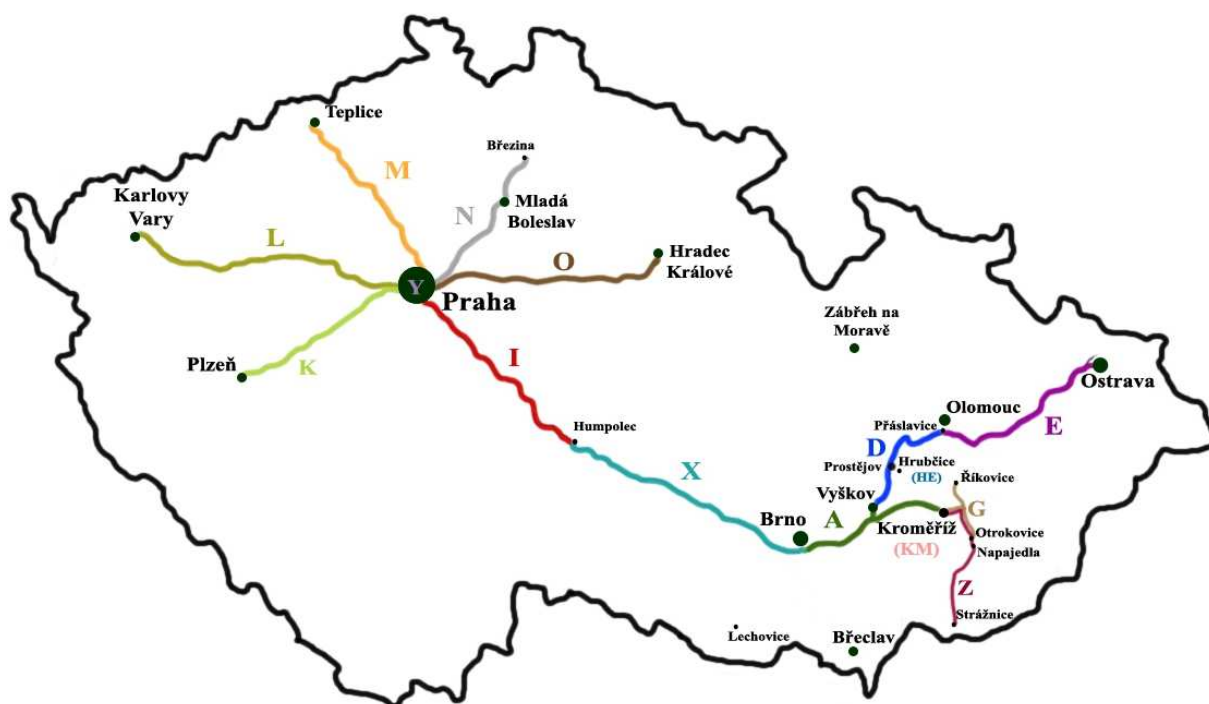 Teplice
Březina
M
Karlovy
Vary
Mladá
Boleslav
N
L
O
Hradec
Králové
Y
Praha
Zábřeh na
Moravě
Plzeň
K
I
Ostrava
Olomouc
Humpolec
Přáslavice
E
D
Prostějov
Hrubčice
(HE)
X
Vyškov
Říkovice
Brno
A
G
Kroměříž
Otrokovice
(KM)
Napajedla
Z
Strážnice
Lechovice
Břeclav